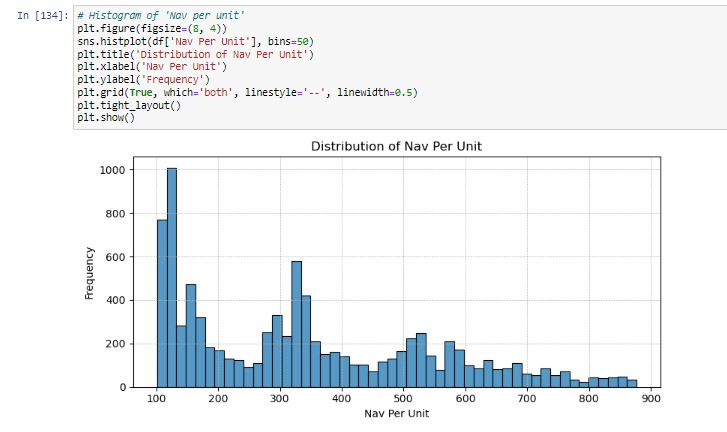 In [134]: # Histogram of 'Nav per unit'
plt.figure(figsize=(8, 4))
sns.histplot(df['Nav Per Unit'], bins=50)
plt.title('Distribution of Nav Per Unit')
plt.xlabel('Nav Per Unit')
plt.ylabel('Frequency')
plt.grid(True, which='both', linestyle='--', linewidth=0.5)
plt.tight_layout()
plt.show()
Distribution of Nav Per Unit
1000
800
600
400
200
0
Frequency
100 200 300 400 500 600 700 800 900
Nav Per Unit